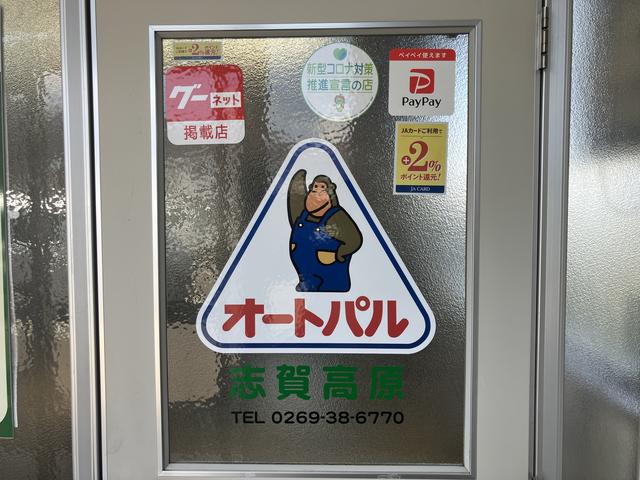 +2%
グーネット
掲載店
新型コロナ対策
推進宣言の店
ペイペイ使えます
PayPay
JAカードご利用で
+2%
ポイント還元!
JA CARD
オートパル
志賀高原
TEL 0269-38-6770